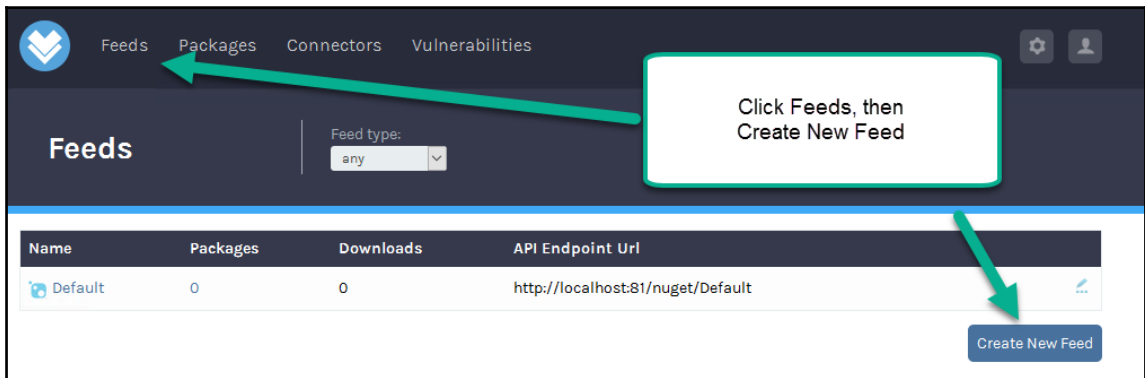 Feeds Packages Connectors Vulnerabilities
Click Feeds, then
Create New Feed
Feeds
Feed type:
any
Name Packages Downloads API Endpoint Url
Default 0 0 http://localhost:81/nuget/Default
Create New Feed